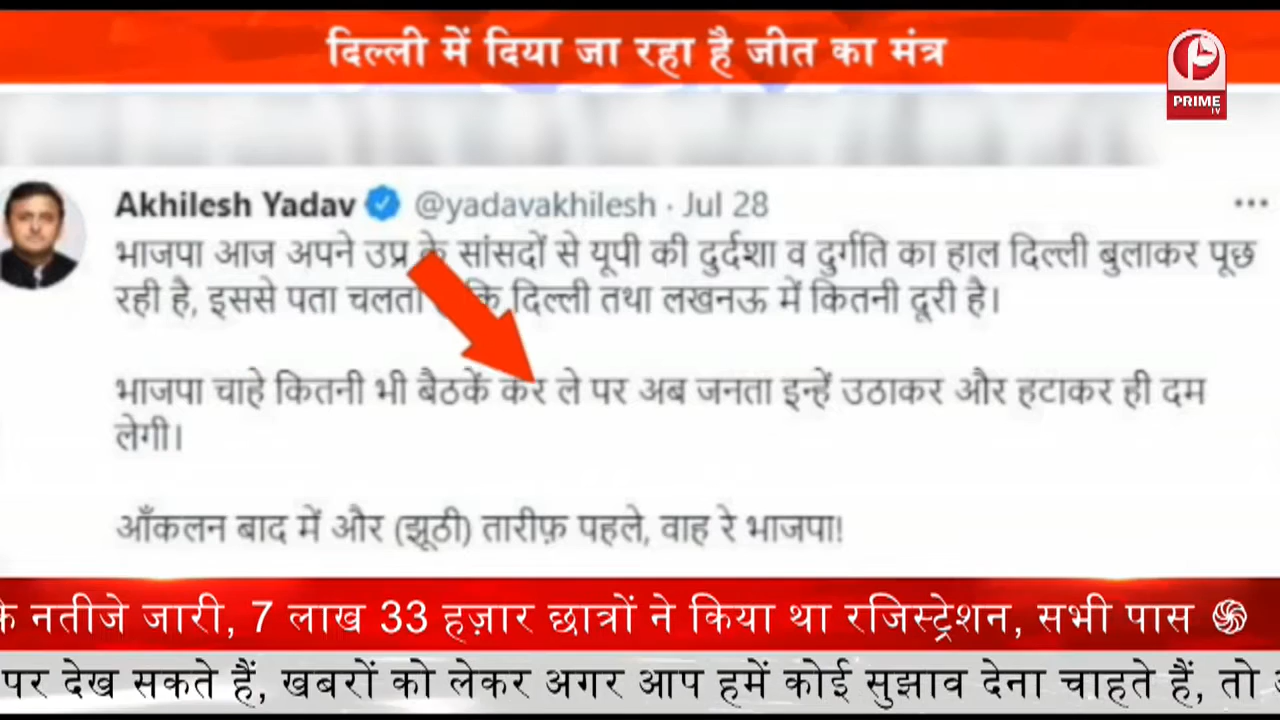 दिल्ली में दिया जा रहा है जीत का मंत्र
PRIME
TV
Akhilesh Yadav @yadavakhilesh · Jul 28
भाजपा आज अपने उप्र के सांसदों से यूपी की दुर्दशा व दुर्गति का हाल दिल्ली बुलाकर पूछ
रही है, इससे पता चलता कि दिल्ली तथा लखनऊ में कितनी दूरी है।
भाजपा चाहे कितनी भी बैठकें कर ले पर अब जनता इन्हें उठाकर और हटाकर ही दम
लेगी।
आँकलन बाद में और (झूठी) तारीफ़ पहले, वाह रे भाजपा!
के नतीजे जारी, 7 लाख 33 हज़ार छात्रों ने किया था रजिस्ट्रेशन, सभी पास
पर देख सकते हैं, खबरों को लेकर अगर आप हमें कोई सुझाव देना चाहते हैं, तो